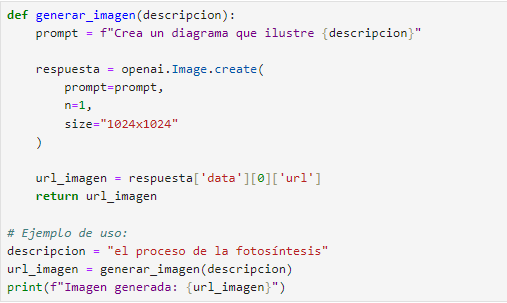 def generar_imagen(descripcion):
    prompt = f"Crea un diagrama que ilustre {descripcion}"

    respuesta = openai.Image.create(
        prompt=prompt,
        n=1,
        size="1024x1024"
    )

    url_imagen = respuesta['data'][0]['url']
    return url_imagen

# Ejemplo de uso:
descripcion = "el proceso de la fotosíntesis"
url_imagen = generar_imagen(descripcion)
print(f"Imagen generada: {url_imagen}")